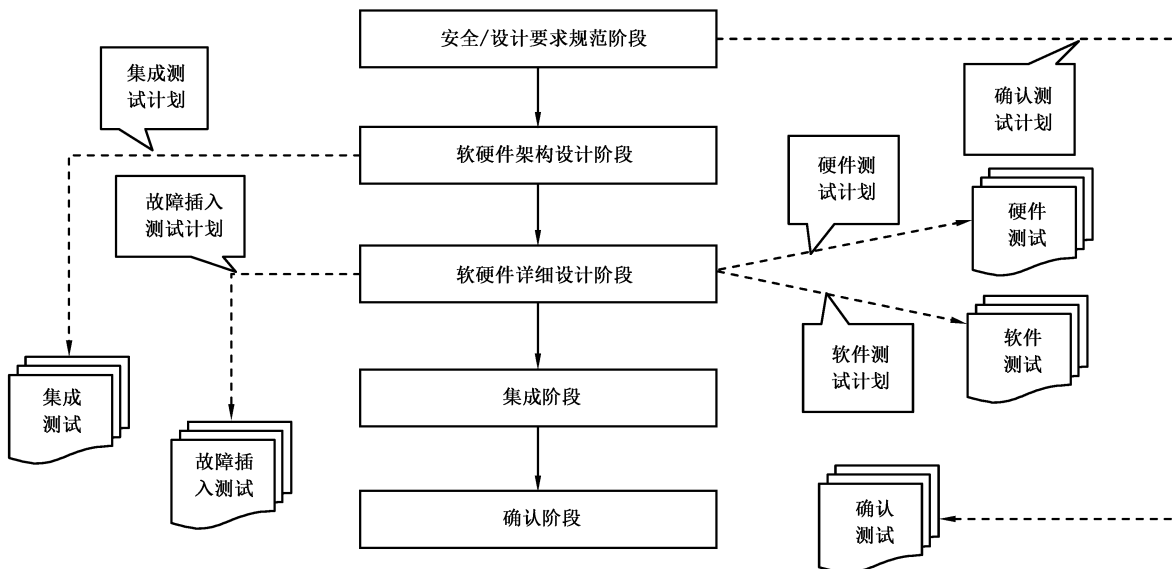 安全/设计要求规范阶段
集成测
试计划
确认测
试计划
软硬件架构设计阶段
硬件测
试计划
故障插入
测试计划
硬件
测试
软硬件详细设计阶段
软件测
试计划
软件
测试
集成
测试
集成阶段
故障插
入测试
确认阶段
确认
测试